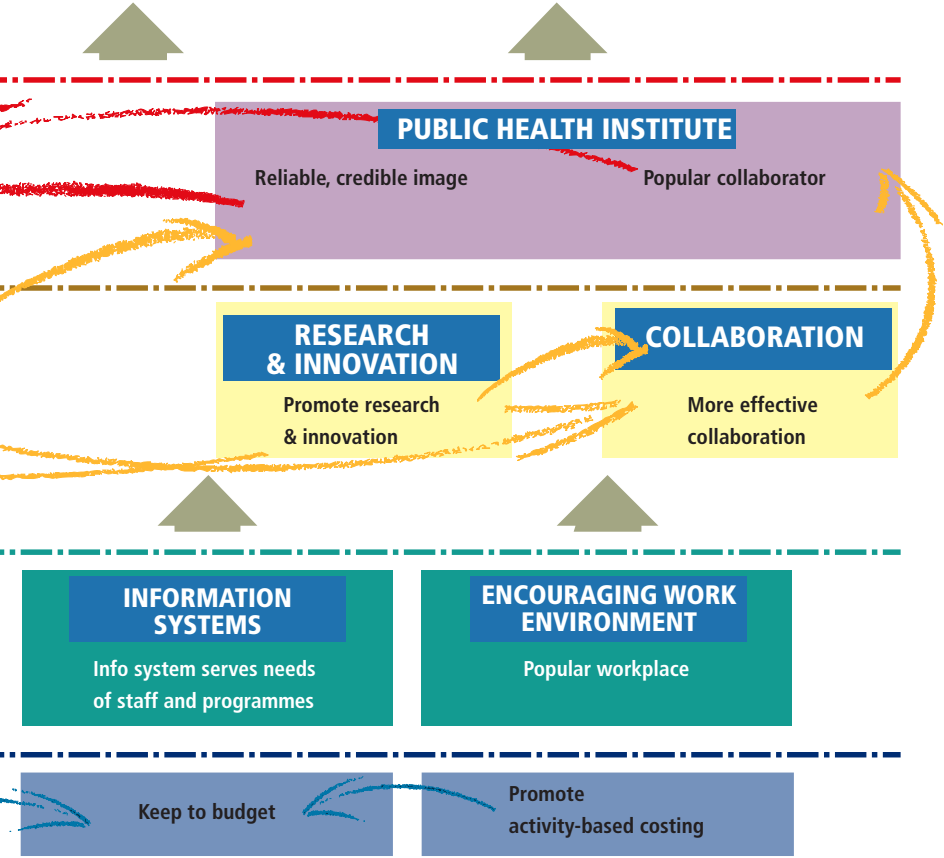 PUBLIC HEALTH INSTITUTE
Reliable, credible image
Popular collaborator
RESEARCH
& INNOVATION
Promote research
& innovation
COLLABORATION
More effective
collaboration
INFORMATION
SYSTEMS
Info system serves needs
of staff and programmes
ENCOURAGING WORK
ENVIRONMENT
Popular workplace
Keep to budget
Promote
activity-based costing